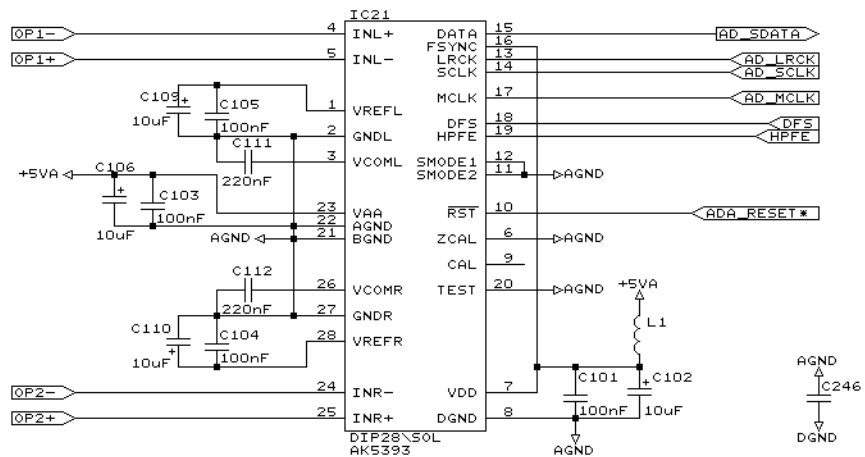 IC21
OP1- 4 INL+ DATA 15 AD_SDATA
FSYNC 16
OP1+ 5 INL- LRCK 13 AD_LRCK
SCLK 14 AD_SCLK
C109 + C105
10uF 100nF 1 VREFL MCLK 17 AD_MCLK
2 GNDL DFS 18 DFS
HPFE 19 HPFE
C111
220nF 3 VCOML SMODE1 12
SMODE2 11 AGND
+5VA C106
+ C103
10uF 100nF 23 VAA RST 10 ADA_RESET*
22 AGND
AGND 21 BGND ZCAL 6 AGND
CAL 9
C112
220nF 26 VCOMR TEST 20 AGND
+5VA
27 GNDR
C110 + C104
10uF 100nF 28 VREFR
L1
OP2- 24 INR- VDD 7
C101 + C102
100nF 10uF
OP2+ 25 INR+ DGND 8
AGND
AGND
C246
DGND
DIP28\SOL
AK5393